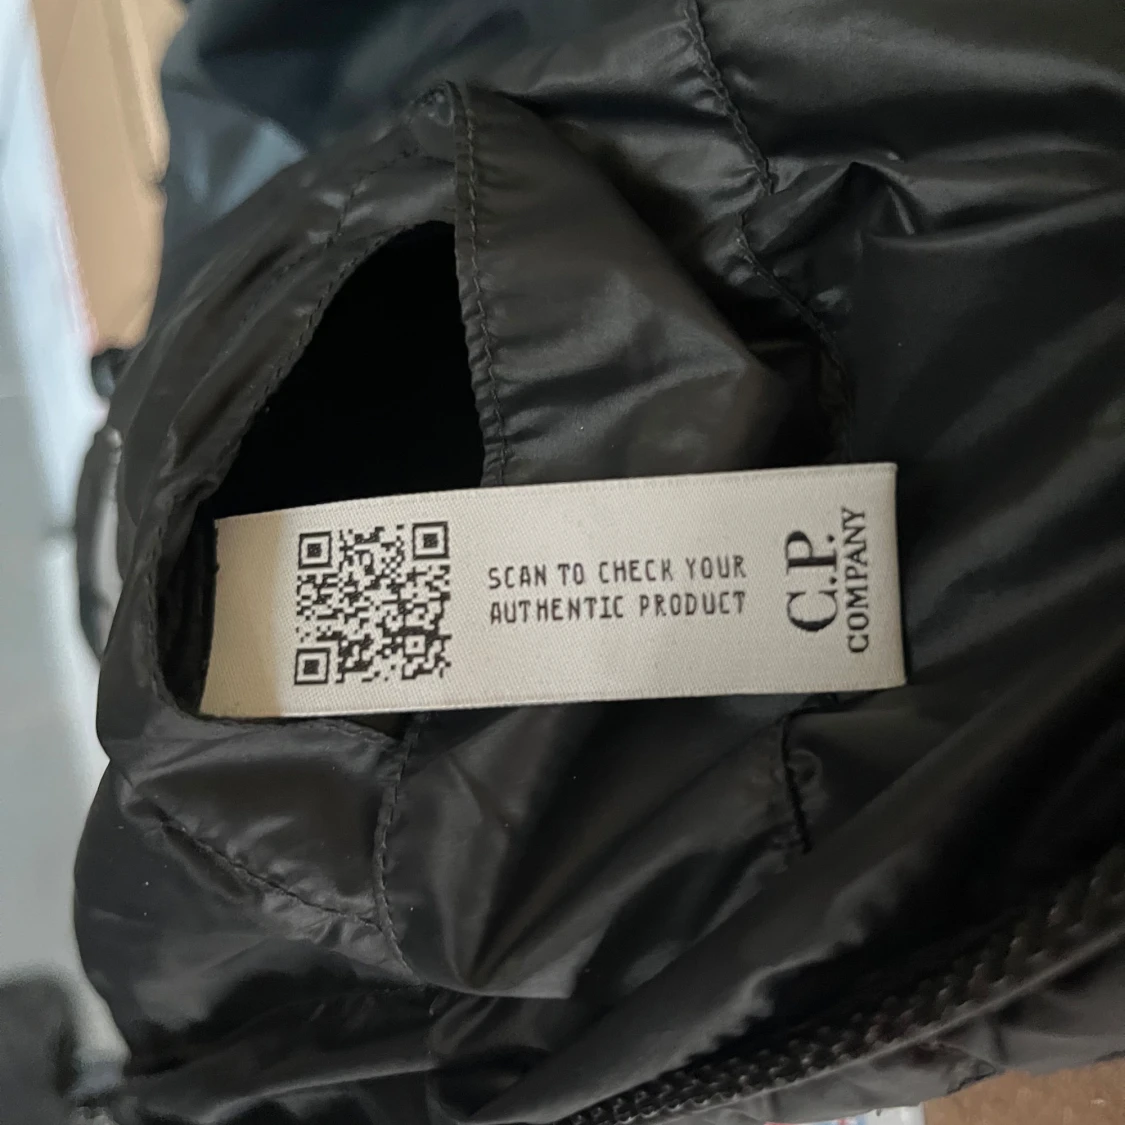 SCAN TO CHECK YOUR
AUTHENTIC PRODUCT
C.P.
COMPANY